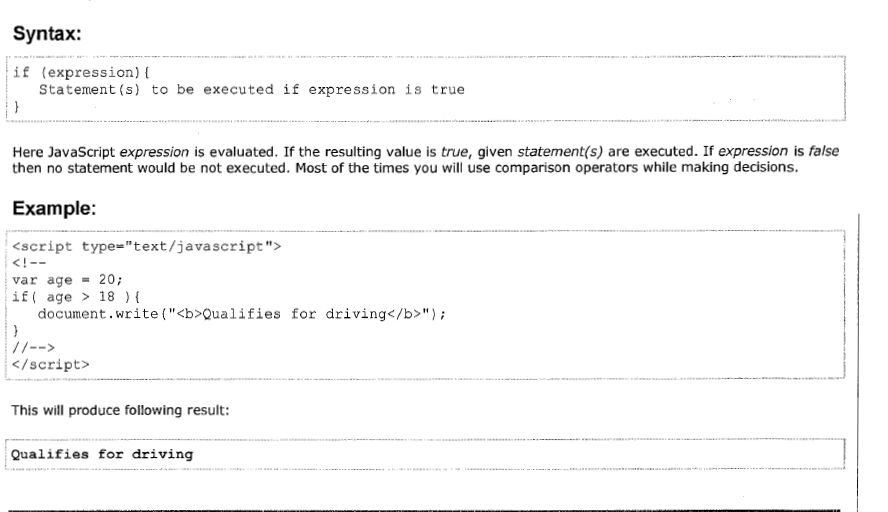 Syntax:
if (expression){
   Statement(s) to be executed if expression is true
}
Here JavaScript expression is evaluated. If the resulting value is true, given statement(s) are executed. If expression is false
then no statement would be not executed. Most of the times you will use comparison operators while making decisions.
Example:
<script type="text/javascript">
<!--
var age = 20;
if( age > 18 ){
   document.write("<b>Qualifies for driving</b>");
}
//-->
</script>
This will produce following result:
Qualifies for driving